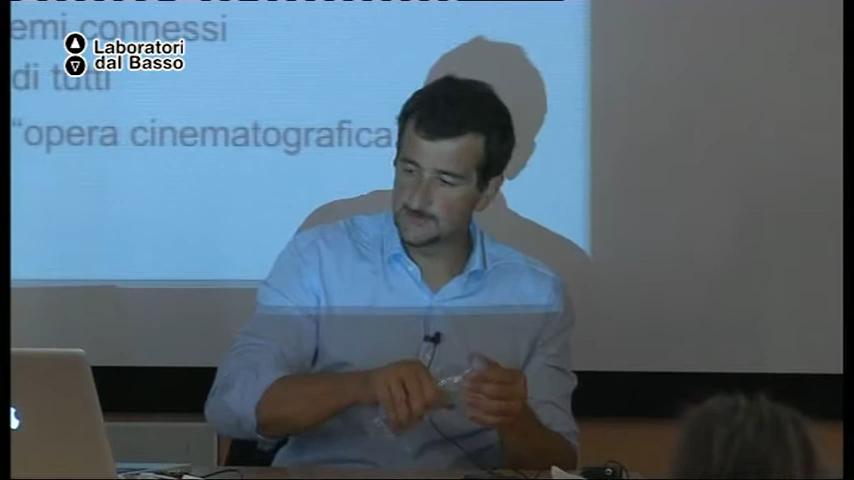 emi connessi
Laboratori
dal Basso
di tutti
"opera cinematografica